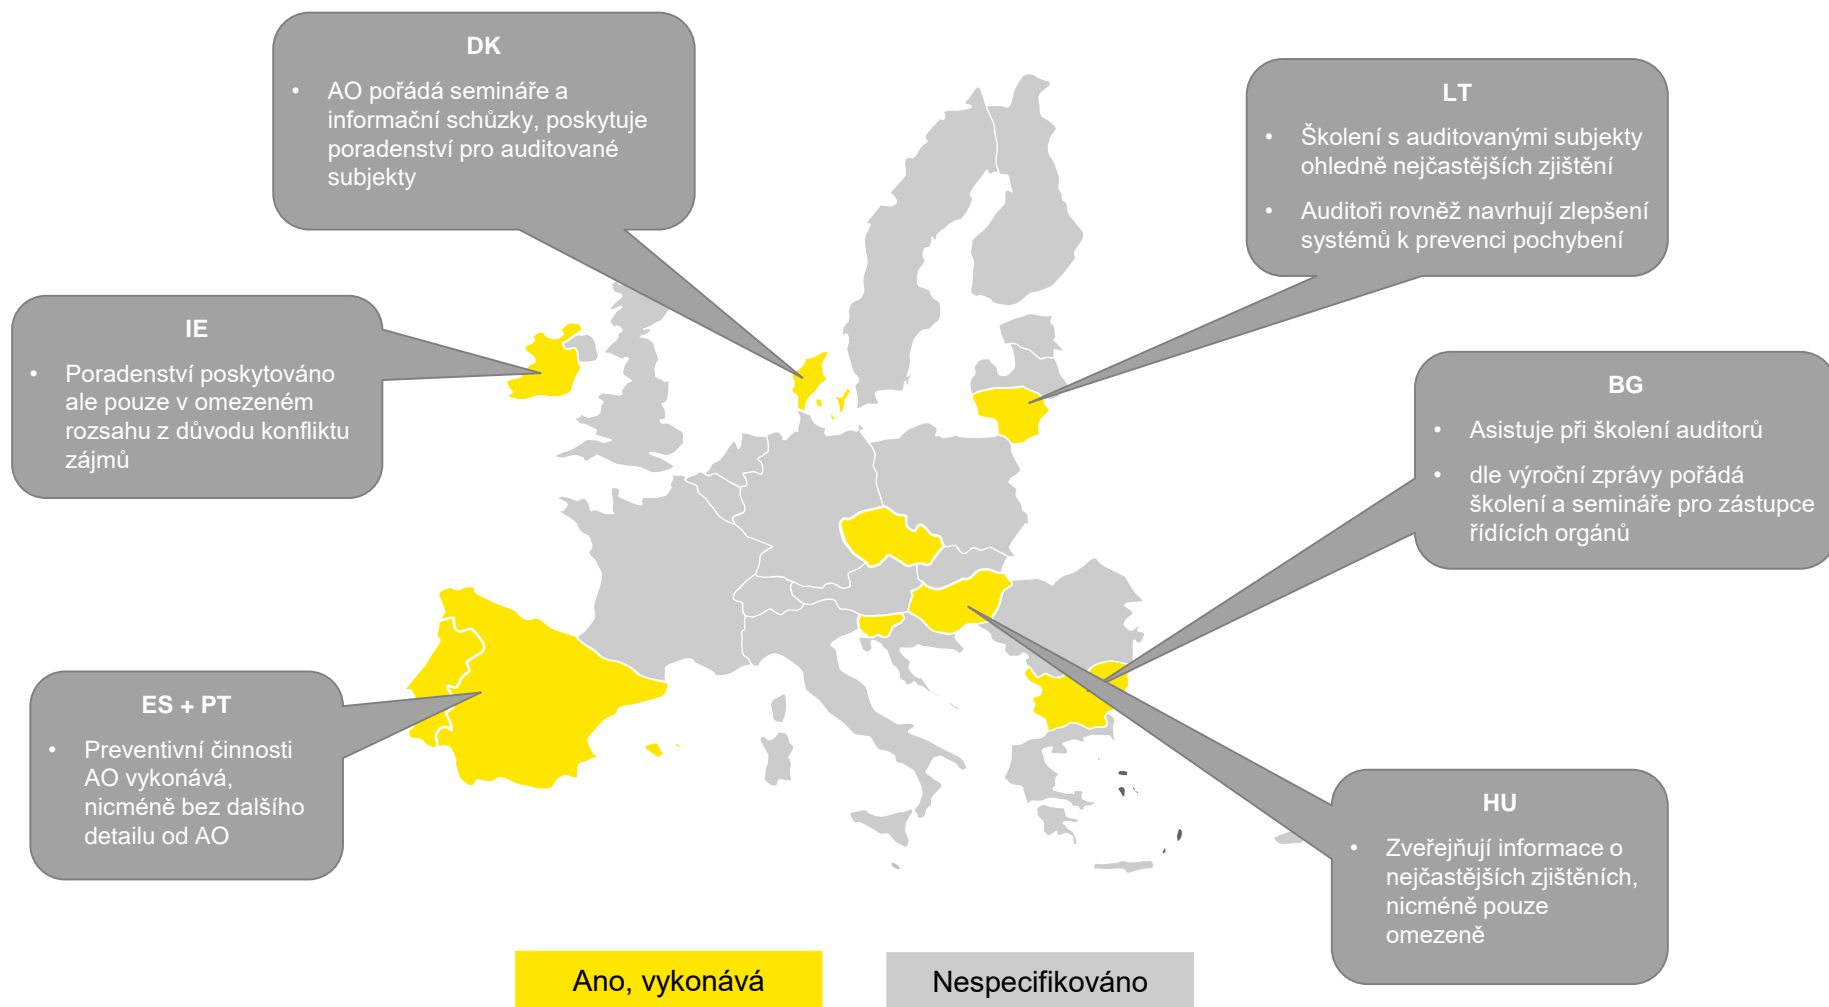 DK
• AO pořádá semináře a
informační schůzky, poskytuje
poradenství pro auditované
subjekty
LT
• Školení s auditovanými subjekty
ohledně nejčastějších zjištění
• Auditoři rovněž navrhují zlepšení
systémů k prevenci pochybení
IE
• Poradenství poskytováno
ale pouze v omezeném
rozsahu z důvodu konfliktu
zájmů
BG
• Asistuje při školení auditorů
• dle výroční zprávy pořádá
školení a semináře pro zástupce
řídících orgánů
ES + PT
• Preventivní činnosti
AO vykonává,
nicméně bez dalšího
detailu od AO
HU
• Zveřejňují informace o
nejčastějších zjištěních,
nicméně pouze
omezeně
Ano, vykonává
Nespecifikováno